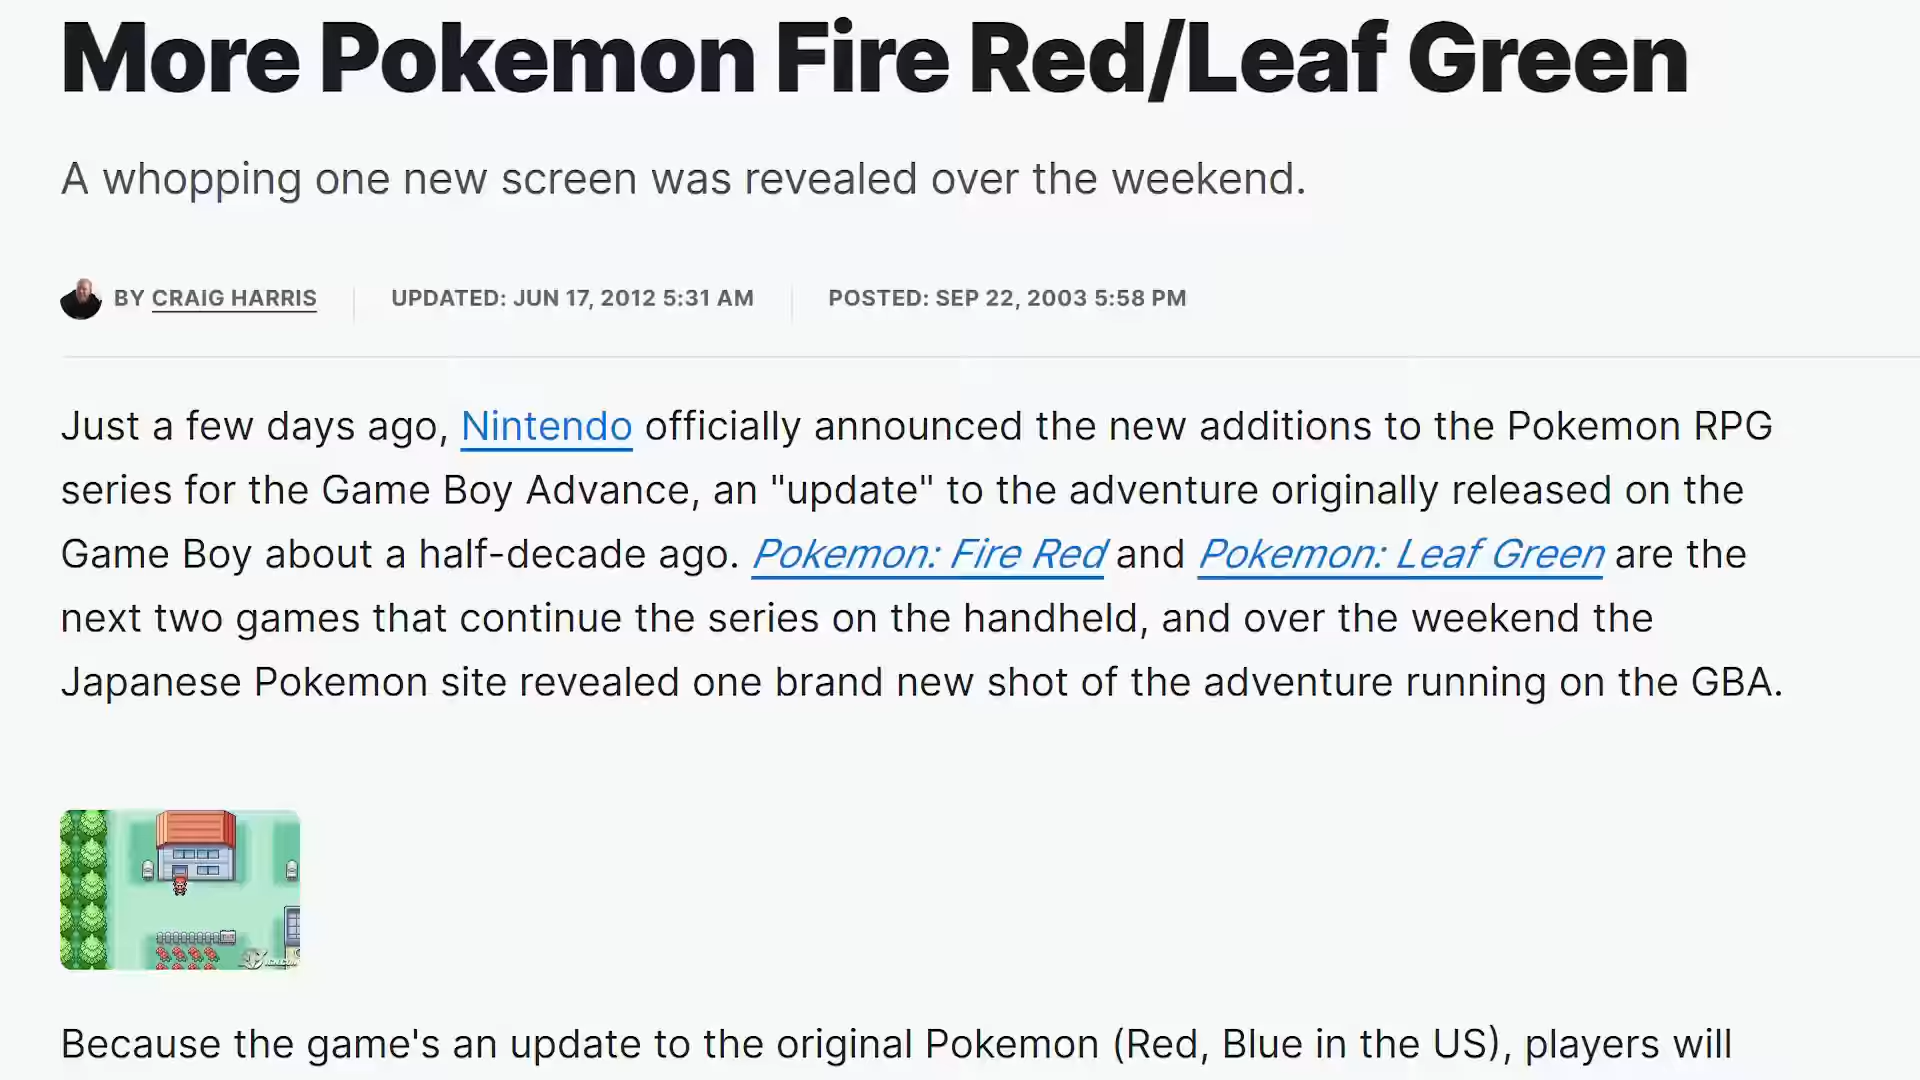 More Pokemon Fire Red/Leaf Green
A whopping one new screen was revealed over the weekend.
BY CRAIG HARRIS
UPDATED: JUN 17, 2012 5:31 AM
POSTED: SEP 22, 2003 5:58 PM
Just a few days ago, Nintendo officially announced the new additions to the Pokemon RPG
series for the Game Boy Advance, an "update" to the adventure originally released on the
Game Boy about a half-decade ago. Pokemon: Fire Red and Pokemon: Leaf Green are the
next two games that continue the series on the handheld, and over the weekend the
Japanese Pokemon site revealed one brand new shot of the adventure running on the GBA.
Because the game's an update to the original Pokemon (Red, Blue in the US), players will